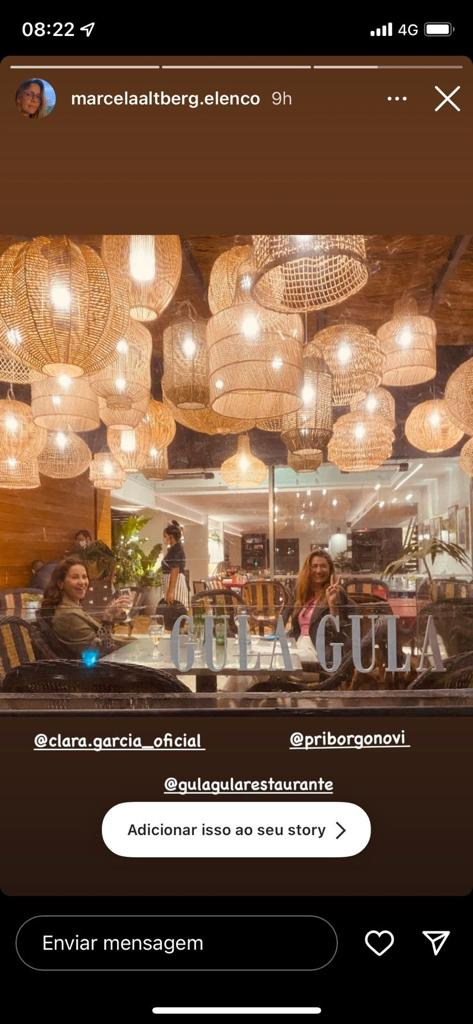 08:22
4G
marcelaaltberg.elenco 9h
GULA GULA
@clara.garcia_oficial
@priborgonovi
@gulagularestaurante
Adicionar isso ao seu story
Enviar mensagem